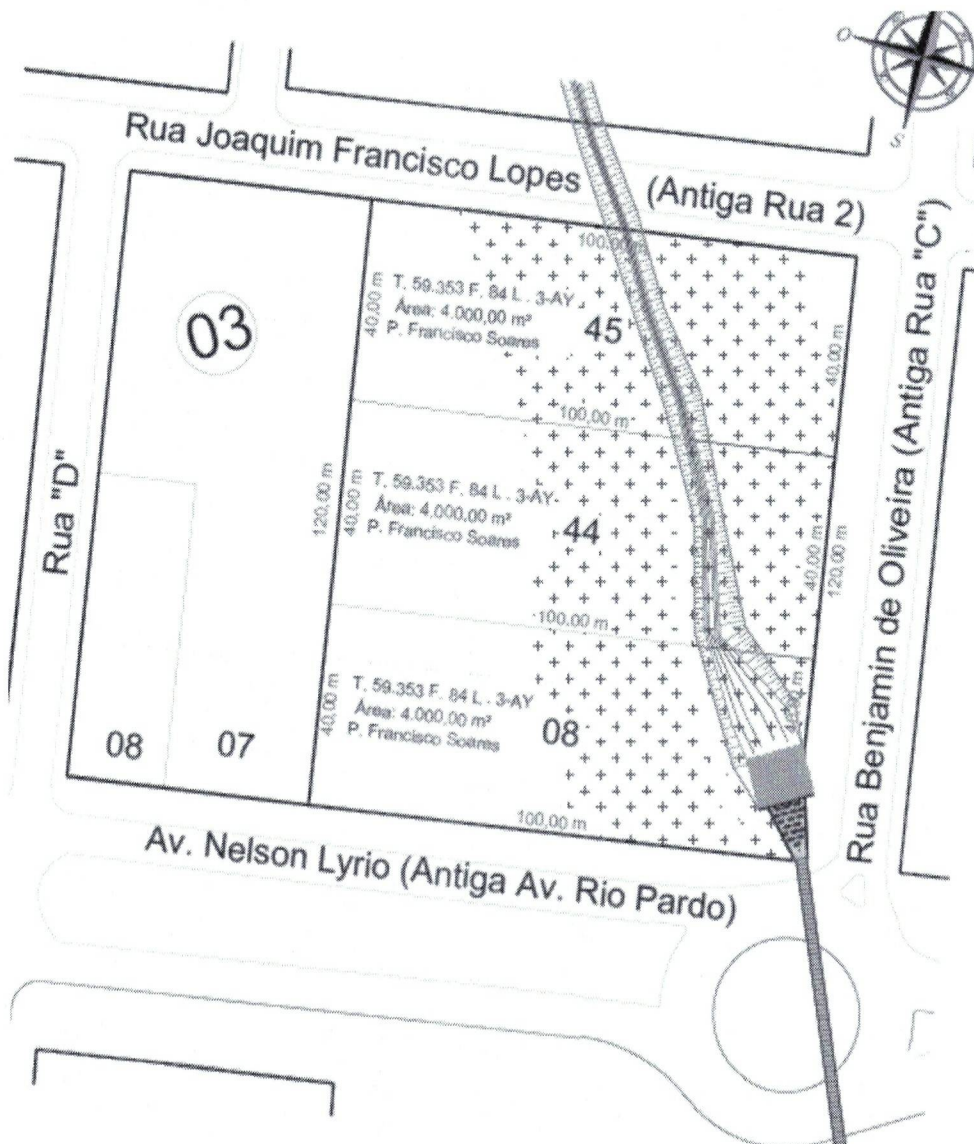 O
S
Rua Joaquim Francisco Lopes (Antiga Rua 2)
03
Rua "D"
100,00 m
40,00 m
T. 59.353 F. 84 L . 3-AY
Área: 4.000,00 m²
P. Francisco Soares
45
40,00 m
100,00 m
120,00 m
40,00 m
T. 59.353 F. 84 L . 3-AY
Área: 4.000,00 m²
P. Francisco Soares
44
40,00 m
120,00 m
100,00 m
40,00 m
T. 59.353 F. 84 L . 3-AY
Área: 4.000,00 m²
P. Francisco Soares
08
08
07
100,00 m
Rua Benjamin de Oliveira (Antiga Rua "C")
Av. Nelson Lyrio (Antiga Av. Rio Pardo)